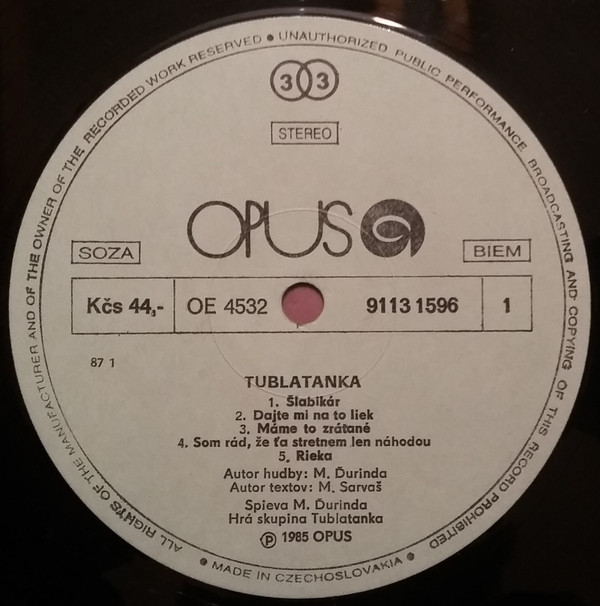 ALL RIGHTS OF THE MANUFACTURER AND OF THE OWNER OF THE RECORDED WORK RESERVED ● UNAUTHORIZED PUBLIC PERFORMANCE BROADCASTING AND COPYING OF THIS RECORD PROHIBITED
33
STEREO
OPUS
SOZA
BIEM
Kčs 44,- OE 4532 9113 1596 1
87 1
TUBLATANKA
1. Šlabikár
2. Dajte mi na to liek
3. Máme to zrátané
4. Som rád, že ťa stretnem len náhodou
5. Rieka
Autor hudby: M. Ďurinda
Autor textov: M. Sarvaš
Spieva M. Ďurinda
Hrá skupina Tublatanka
℗ 1985 OPUS
● MADE IN CZECHOSLOVAKIA ●